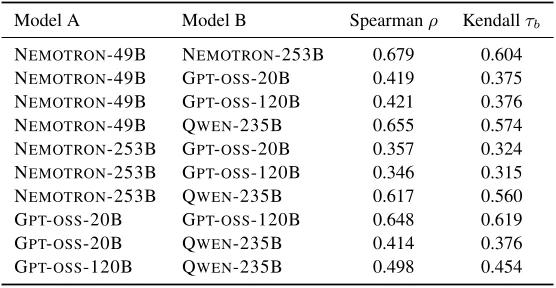 Model A Model B Spearman ρ Kendall τb
NEMOTRON-49B NEMOTRON-253B 0.679 0.604
NEMOTRON-49B GPT-OSS-20B 0.419 0.375
NEMOTRON-49B GPT-OSS-120B 0.421 0.376
NEMOTRON-49B QWEN-235B 0.655 0.574
NEMOTRON-253B GPT-OSS-20B 0.357 0.324
NEMOTRON-253B GPT-OSS-120B 0.346 0.315
NEMOTRON-253B QWEN-235B 0.617 0.560
GPT-OSS-20B GPT-OSS-120B 0.648 0.619
GPT-OSS-20B QWEN-235B 0.414 0.376
GPT-OSS-120B QWEN-235B 0.498 0.454